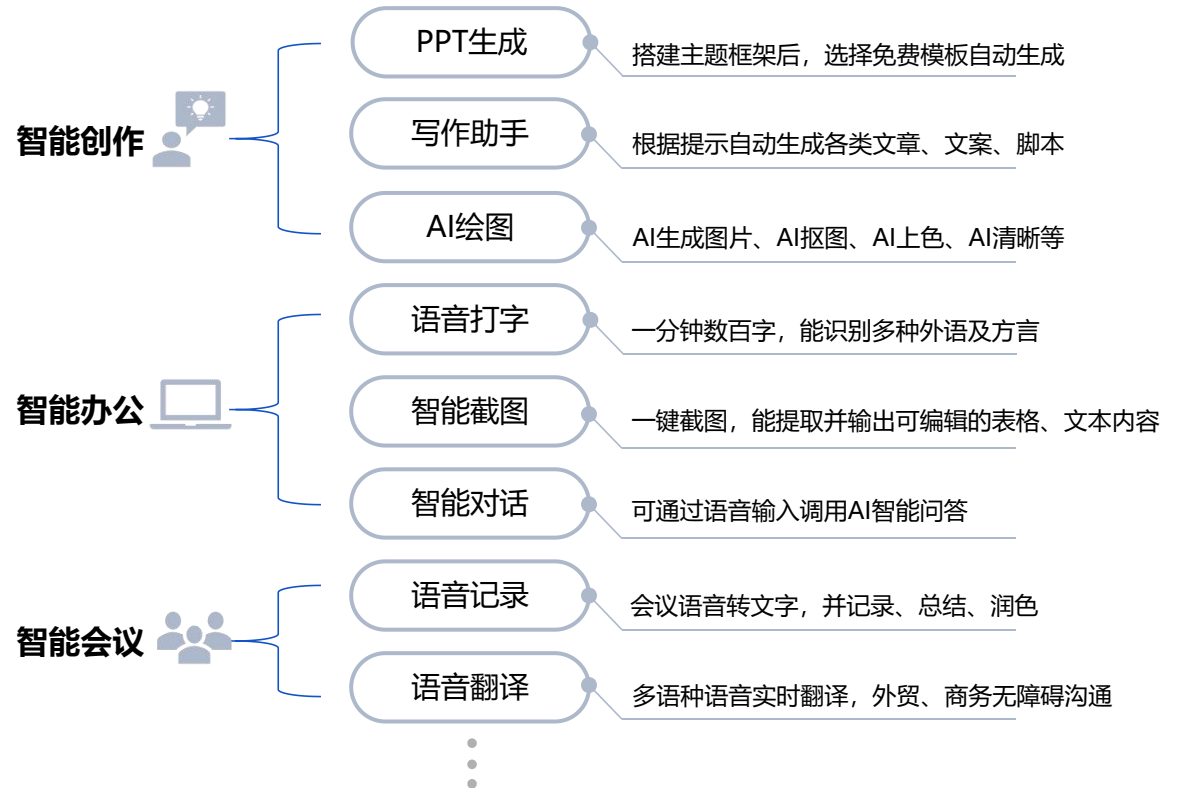 智能创作
PPT生成
搭建主题框架后，选择免费模板自动生成
写作助手
根据提示自动生成各类文章、文案、脚本
AI绘图
AI生成图片、AI抠图、AI上色、AI清晰等
智能办公
语音打字
一分钟数百字，能识别多种外语及方言
智能截图
一键截图，能提取并输出可编辑的表格、文本内容
智能对话
可通过语音输入调用AI智能问答
智能会议
语音记录
会议语音转文字，并记录、总结、润色
语音翻译
多语种语音实时翻译，外贸、商务无障碍沟通